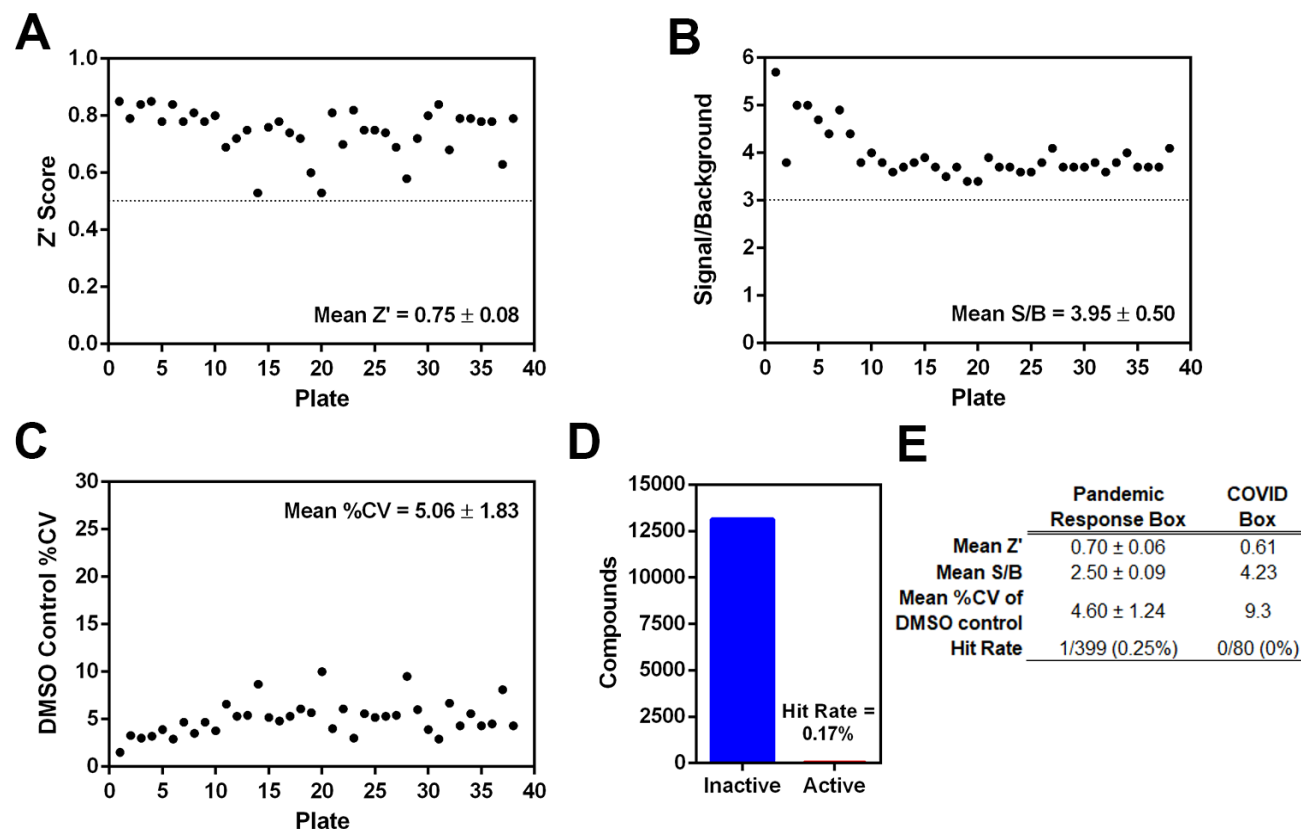 A
1.0
0.8
0.6
0.4
0.2
0.0
Z' Score
0 5 10 15 20 25 30 35 40
Plate
Mean Z' = 0.75 ± 0.08
B
6
5
4
3
2
1
0
Signal/Background
0 5 10 15 20 25 30 35 40
Plate
Mean S/B = 3.95 ± 0.50
C
30
25
20
15
10
5
0
DMSO Control %CV
0 5 10 15 20 25 30 35 40
Plate
Mean %CV = 5.06 ± 1.83
D
15000
12500
10000
7500
5000
2500
0
Compounds
Hit Rate =
0.17%
Inactive Active
E
Pandemic COVID
Response Box Box
Mean Z' 0.70 ± 0.06 0.61
Mean S/B 2.50 ± 0.09 4.23
Mean %CV of
DMSO control 4.60 ± 1.24 9.3
Hit Rate 1/399 (0.25%) 0/80 (0%)